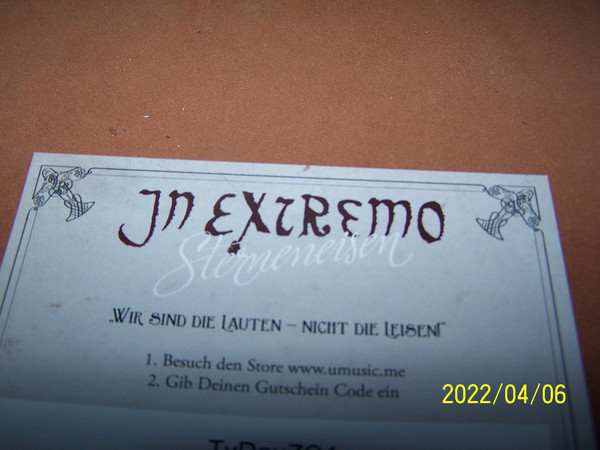 In Extremo
Sterneneisen
„Wir sind die Lauten – nicht die Leisen!"
1. Besuch den Store www.umusic.me
2. Gib Deinen Gutschein Code ein
2022/04/06